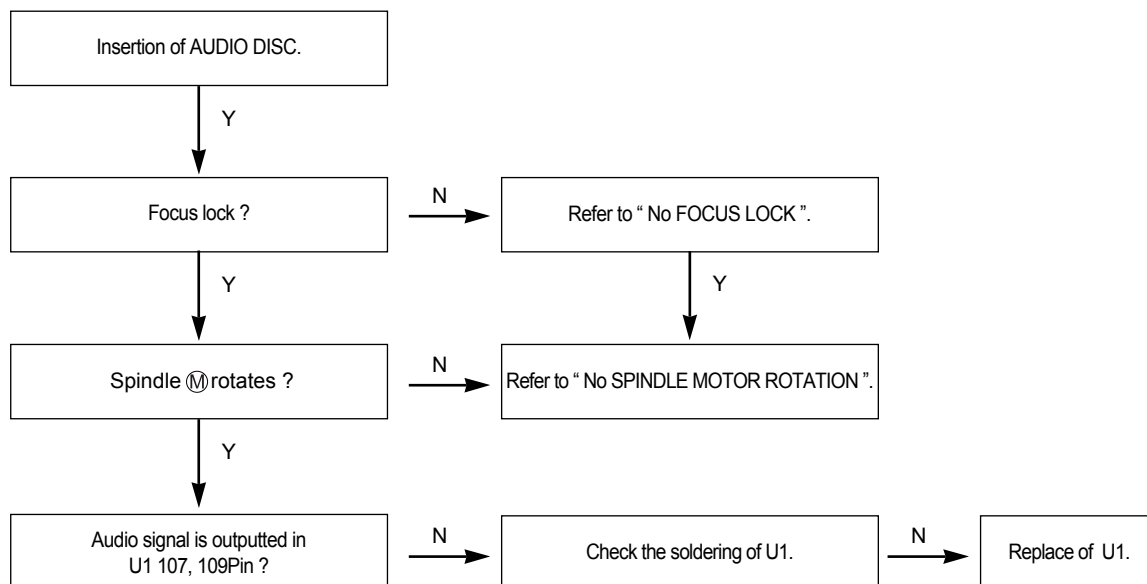 Insertion of AUDIO DISC.
Y
Focus lock ?
N
Refer to “ No FOCUS LOCK ”.
Y
Y
Spindle Ⓜ rotates ?
N
Refer to “ No SPINDLE MOTOR ROTATION ”.
Y
Audio signal is outputted in
U1 107, 109Pin ?
N
Check the soldering of U1.
N
Replace of U1.